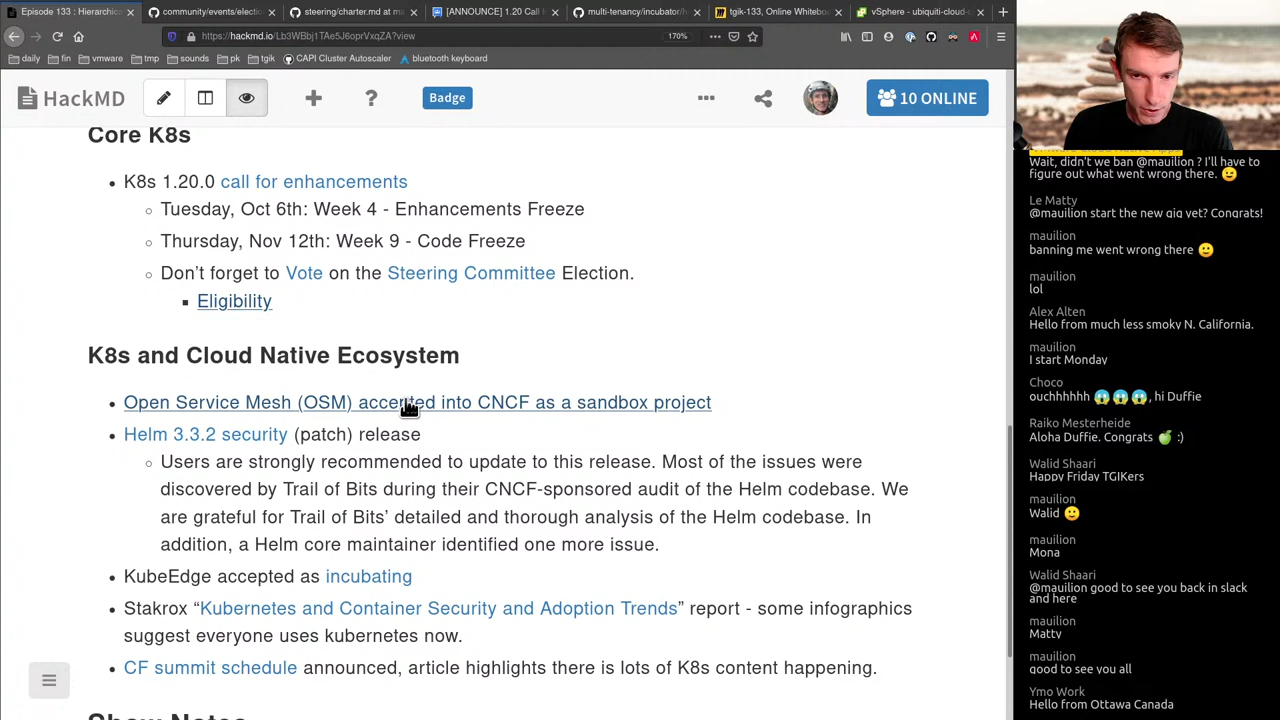 Episode 133 : Hierarchic
community/events/electio
steering/charter.md at ma
[ANNOUNCE] 1.20 Call f
multi-tenancy/incubator/h
tgik-133, Online Whiteboa
vSphere - ubiquiti-cloud-c
https://hackmd.io/Lb3WBbj1TAe5J6oprVxqZA?view
170%
daily fin vmware tmp sounds pk tgik CAPI Cluster Autoscaler bluetooth keyboard
HackMD
Badge
10 ONLINE
Core K8s
• K8s 1.20.0 call for enhancements
◦ Tuesday, Oct 6th: Week 4 - Enhancements Freeze
◦ Thursday, Nov 12th: Week 9 - Code Freeze
◦ Don’t forget to Vote on the Steering Committee Election.
▪ Eligibility
K8s and Cloud Native Ecosystem
• Open Service Mesh (OSM) accepted into CNCF as a sandbox project
• Helm 3.3.2 security (patch) release
◦ Users are strongly recommended to update to this release. Most of the issues were
discovered by Trail of Bits during their CNCF-sponsored audit of the Helm codebase. We
are grateful for Trail of Bits’ detailed and thorough analysis of the Helm codebase. In
addition, a Helm core maintainer identified one more issue.
• KubeEdge accepted as incubating
• Stakrox “Kubernetes and Container Security and Adoption Trends” report - some infographics
suggest everyone uses kubernetes now.
• CF summit schedule announced, article highlights there is lots of K8s content happening.
Show Notes
Wait, didn't we ban @mauilion ? I'll have to
figure out what went wrong there. 😉
Le Matty
@mauilion start the new gig yet? Congrats!
mauilion
banning me went wrong there 🙂
mauilion
lol
Alex Alten
Hello from much less smoky N. California.
mauilion
I start Monday
Choco
ouchhhhhh 😱😱😱, hi Duffie
Raiko Mesterheide
Aloha Duffie. Congrats 🍏 :)
Walid Shaari
Happy Friday TGIKers
mauilion
Walid 🙂
mauilion
Mona
Walid Shaari
@mauilion good to see you back in slack
and here
mauilion
Matty
mauilion
good to see you all
Ymo Work
Hello from Ottawa Canada